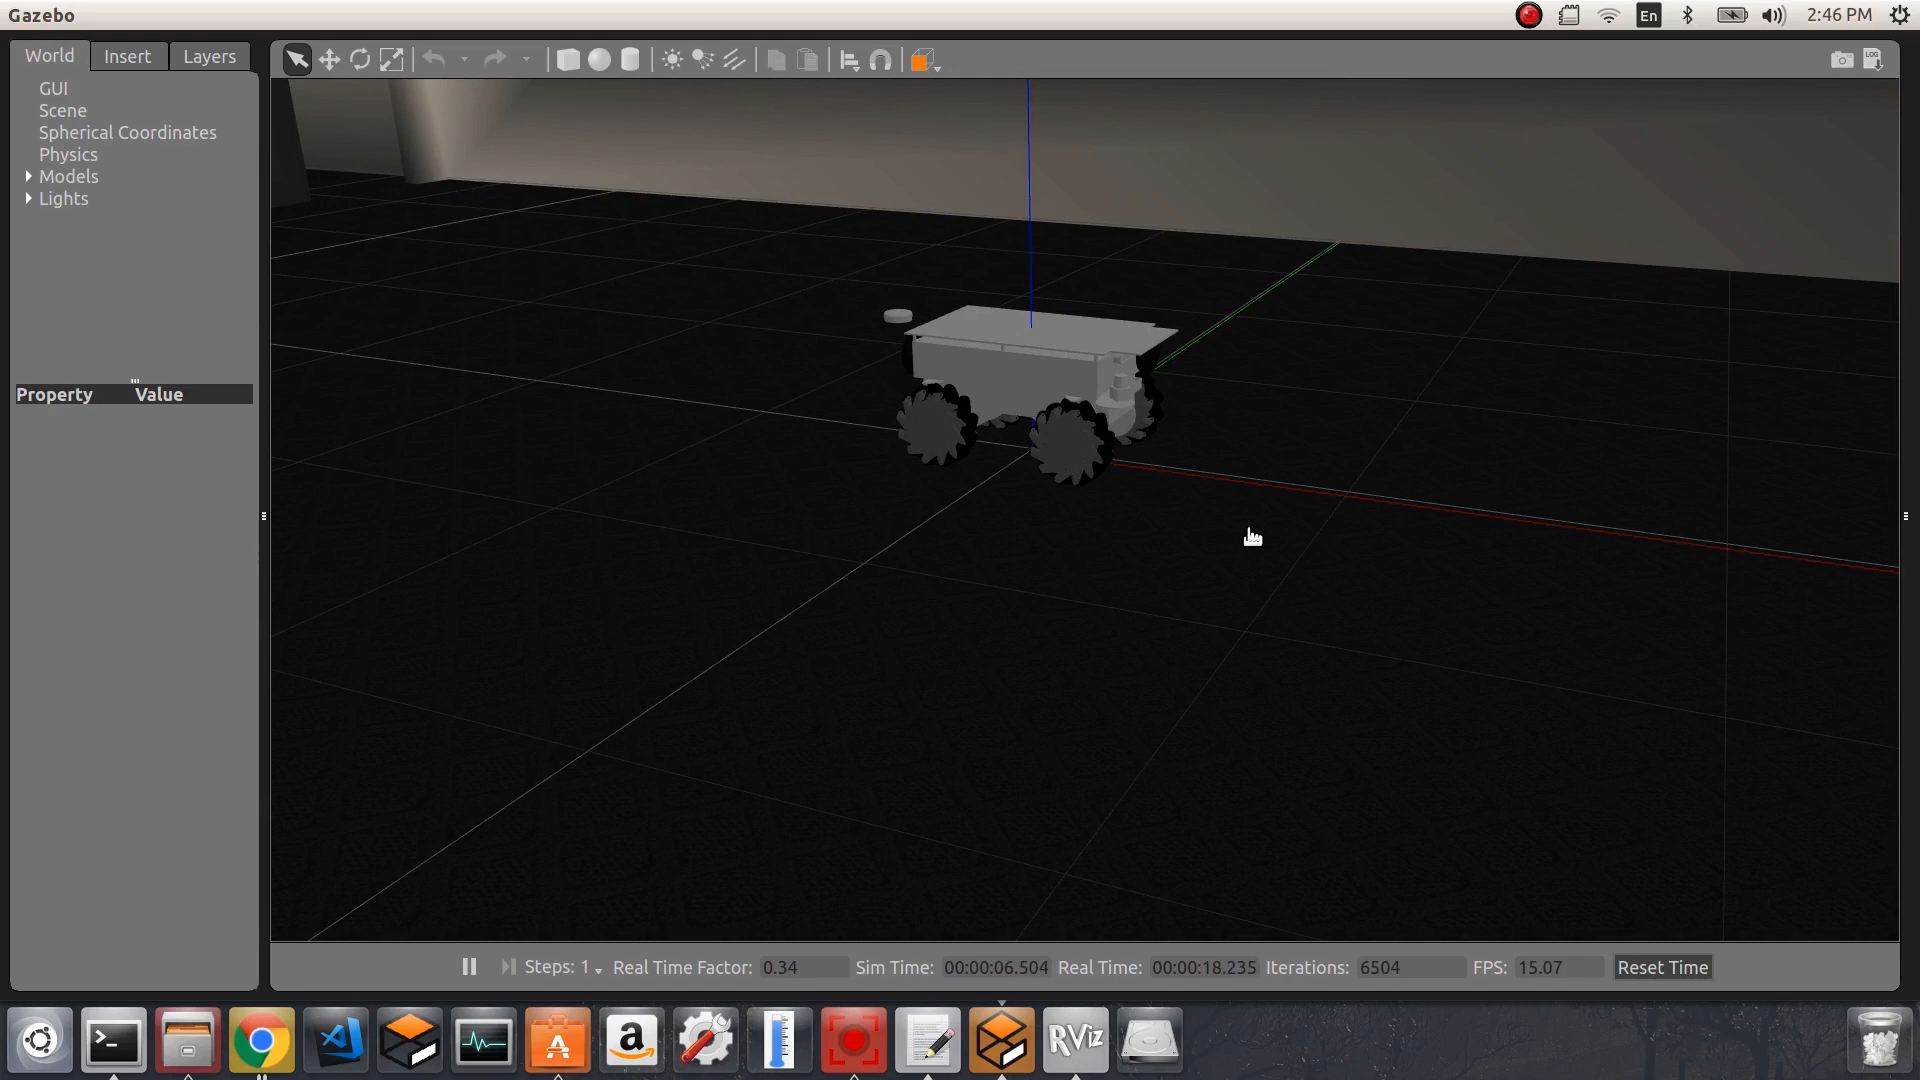 Gazebo
En
2:46 PM
World Insert Layers
LOG
GUI
Scene
Spherical Coordinates
Physics
Models
Lights
Property Value
Steps: 1 Real Time Factor: 0.34 Sim Time: 00:00:06.504 Real Time: 00:00:18.235 Iterations: 6504 FPS: 15.07 Reset Time
>_
A
a
RViz